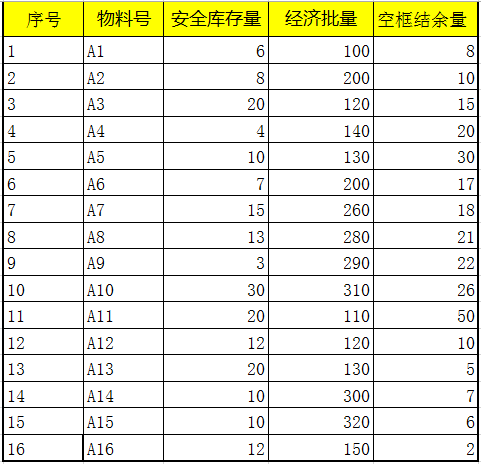 序号 物料号 安全库存量 经济批量 空框结余量
1 A1 6 100 8
2 A2 8 200 10
3 A3 20 120 15
4 A4 4 140 20
5 A5 10 130 30
6 A6 7 200 17
7 A7 15 260 18
8 A8 13 280 21
9 A9 3 290 22
10 A10 30 310 26
11 A11 20 110 50
12 A12 12 120 10
13 A13 20 130 5
14 A14 10 300 7
15 A15 10 320 6
16 A16 12 150 2